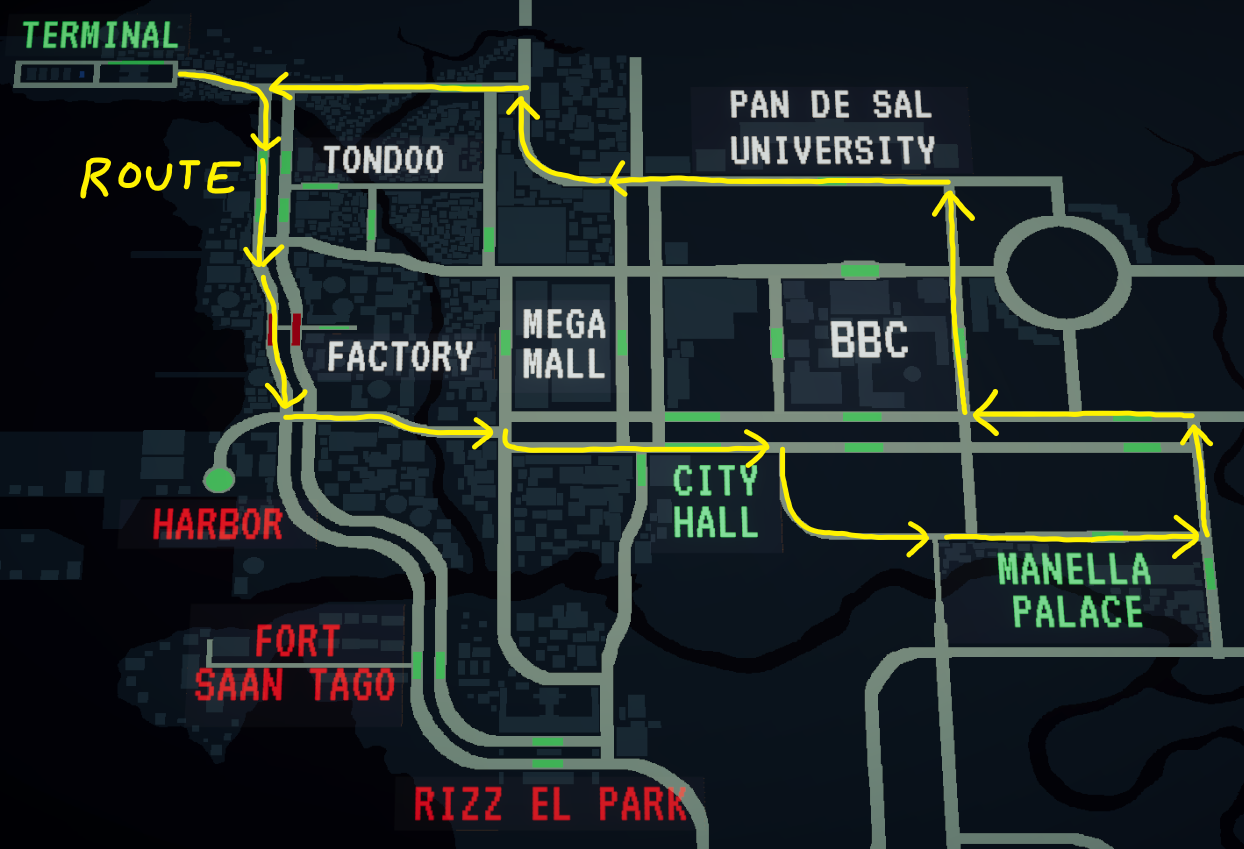 TERMINAL
PAN DE SAL
UNIVERSITY
TONDOO
ROUTE
MEGA
MALL
BBC
FACTORY
CITY
HALL
HARBOR
MANELLA
PALACE
FORT
SAAN TAGO
RIZZ EL PARK